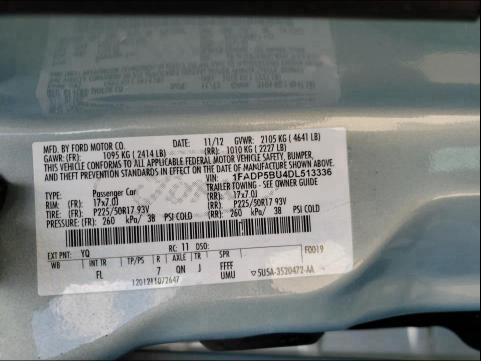 MFD. BY FORD MOTOR CO. DATE: 11/12 GVWR: 2105 KG (4641 LB)
GAWR: (FR): 1095 KG (2414 LB) (RR): 1010 KG (2227 LB)
THIS VEHICLE CONFORMS TO ALL APPLICABLE FEDERAL MOTOR VEHICLE SAFETY, BUMPER,
AND THEFT PREVENTION STANDARDS IN EFFECT ON THE DATE OF MANUFACTURE SHOWN ABOVE.
VIN: 1FADP5BU4DL513336
TYPE: Passenger Car TRAILER TOWING - SEE OWNER GUIDE
RIM: (FR): 17x7.0J (RR): 17x7.0J
TIRE: (FR): P225/50R17 93V (RR): P225/50R17 93V
PRESSURE: (FR): 260 kPa/ 38 PSI COLD (RR): 260 kPa/ 38 PSI COLD
F0019
EXT PNT: YQ RC: 11 DSO:
WB INT TR TP/PS R AXLE TR SPR
FL 7 QN J FFFF
UMU 5U5A-3520472-AA